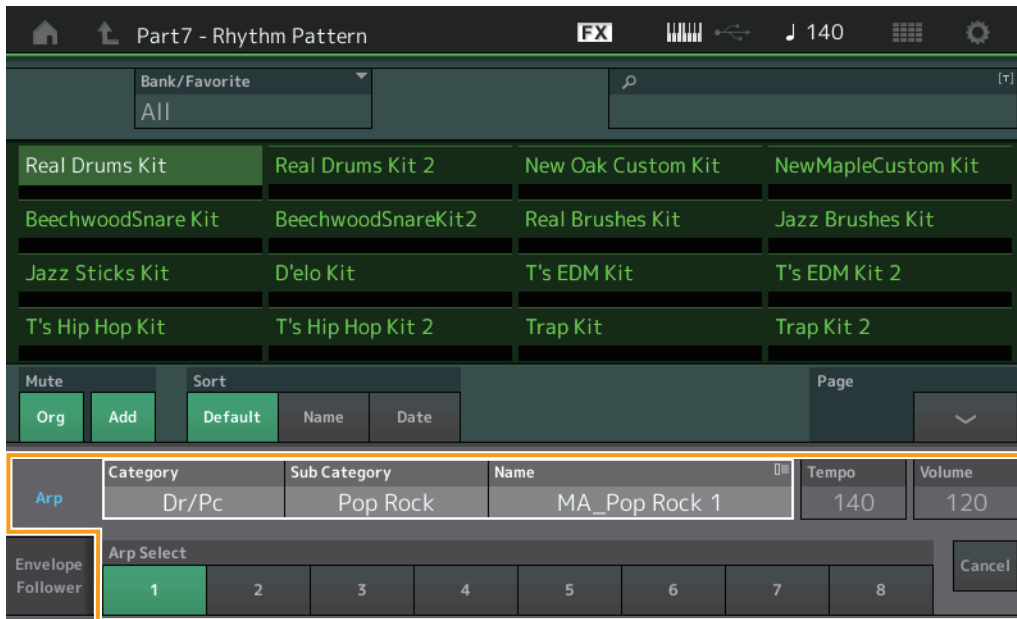 Part7 - Rhythm Pattern FX 140
Bank/Favorite
All [T]
Real Drums Kit Real Drums Kit 2 New Oak Custom Kit NewMapleCustom Kit
BeechwoodSnare Kit BeechwoodSnareKit2 Real Brushes Kit Jazz Brushes Kit
Jazz Sticks Kit D'elo Kit T's EDM Kit T's EDM Kit 2
T's Hip Hop Kit T's Hip Hop Kit 2 Trap Kit Trap Kit 2
Mute Sort Page
Org Add Default Name Date
Arp Category Sub Category Name Tempo Volume
Dr/Pc Pop Rock MA_Pop Rock 1 140 120
Envelope Follower Arp Select Cancel
1 2 3 4 5 6 7 8